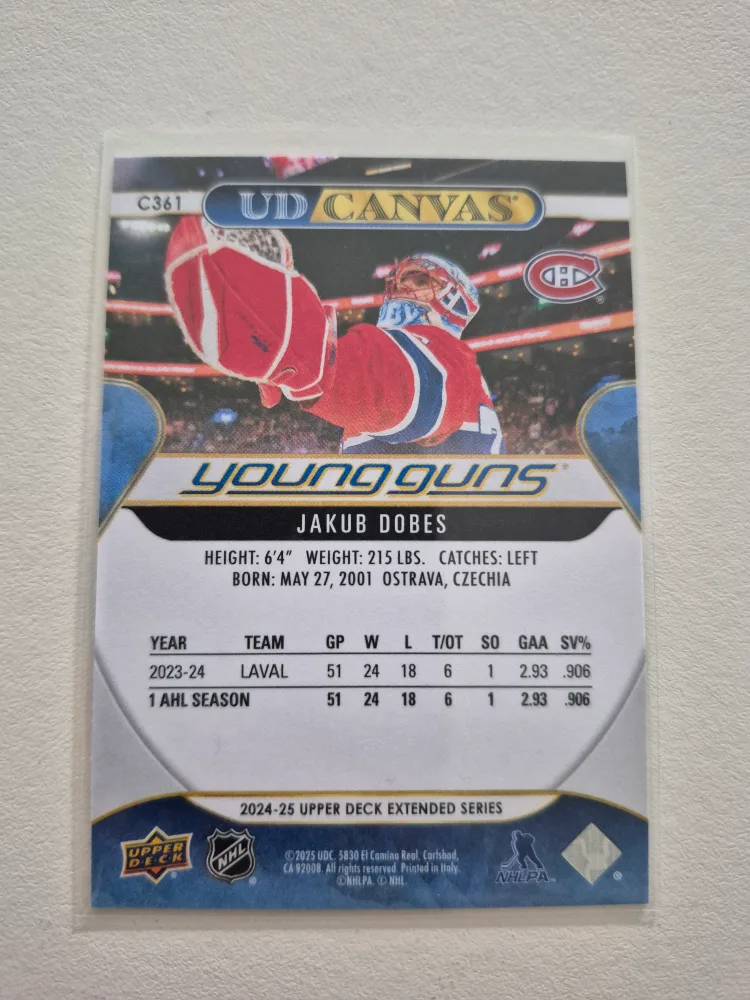 C361
UD CANVAS
young guns®
JAKUB DOBES
HEIGHT: 6'4" WEIGHT: 215 LBS. CATCHES: LEFT
BORN: MAY 27, 2001 OSTRAVA, CZECHIA
YEAR TEAM GP W L T/OT SO GAA SV%
2023-24 LAVAL 51 24 18 6 1 2.93 .906
1 AHL SEASON 51 24 18 6 1 2.93 .906
2024-25 UPPER DECK EXTENDED SERIES
UPPER DECK
NHL
©2025 UDC. 5830 El Camino Real, Carlsbad,
CA 92008. All rights reserved. Printed in Italy.
©NHLPA. © NHL.
NHLPA